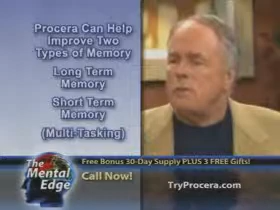 Procera Can Help
Improve Two
Types of Memory
Long Term
Memory
Short Term
Memory
(Multi-Tasking)
The
Mental
Edge
Free Bonus 30-Day Supply PLUS 3 FREE Gifts!
Call Now!
TryProcera.com